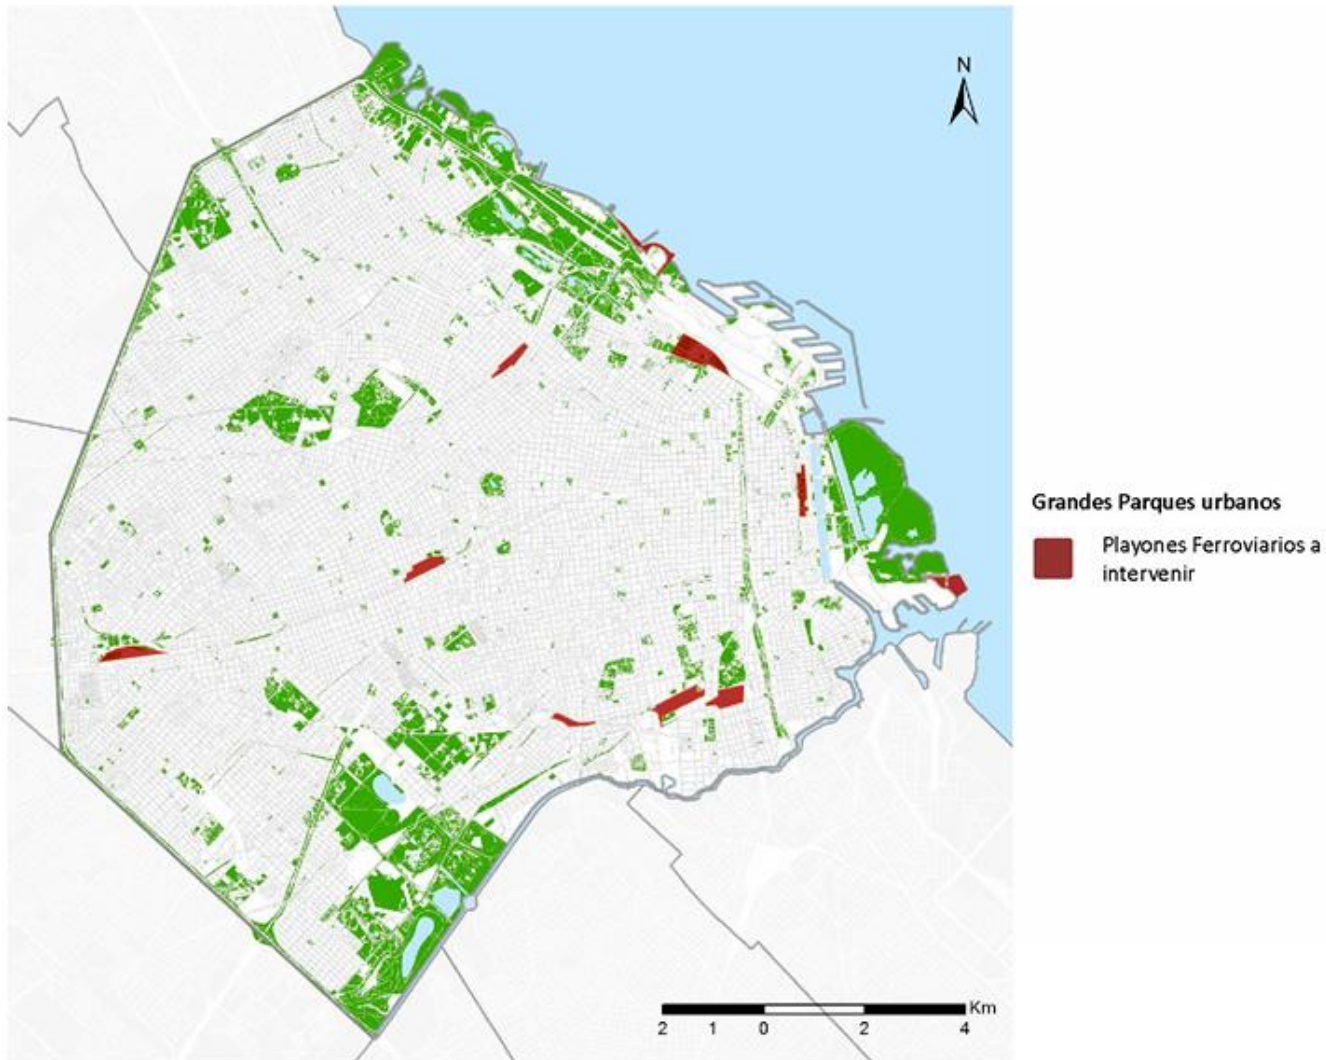 N
Grandes Parques urbanos
Playones Ferroviarios a
intervenir
Km
2 1 0 2 4